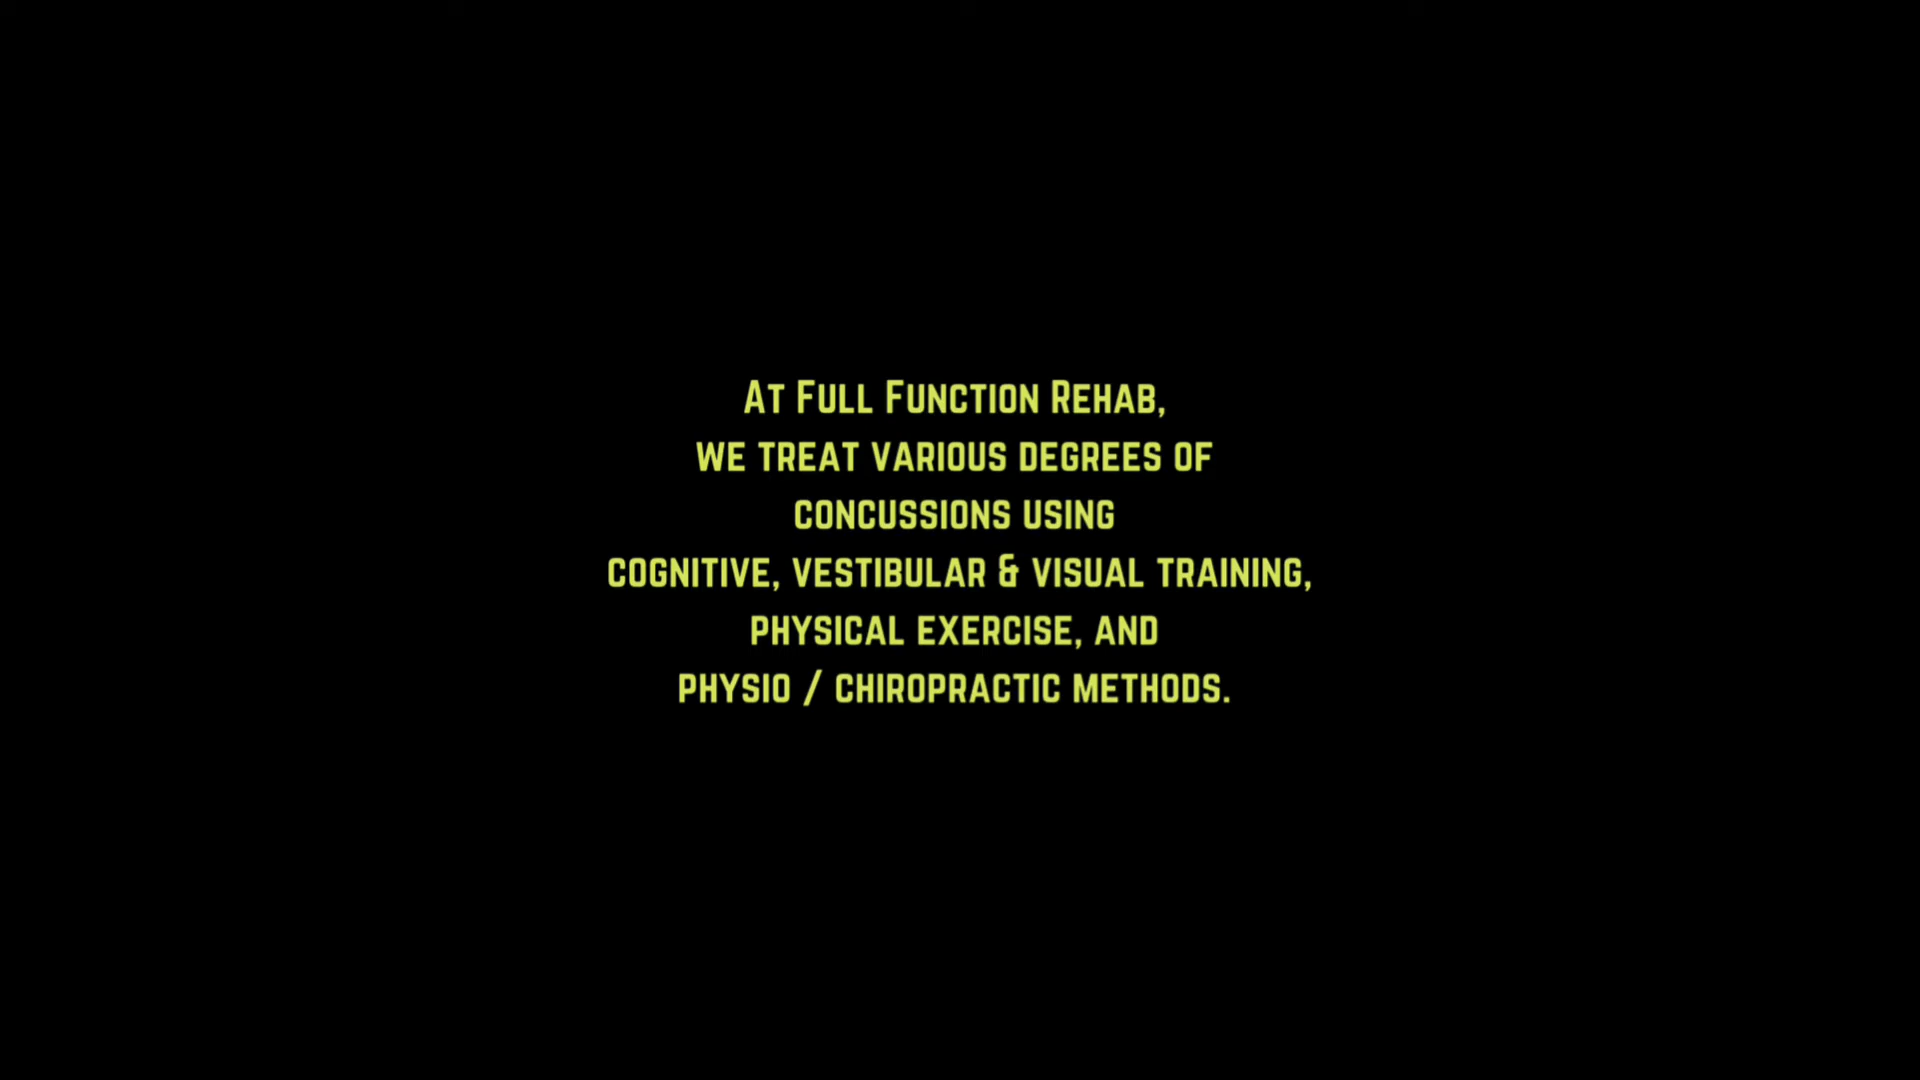 At Full Function Rehab,
we treat various degrees of
concussions using
cognitive, vestibular & visual training,
physical exercise, and
physio / chiropractic methods.